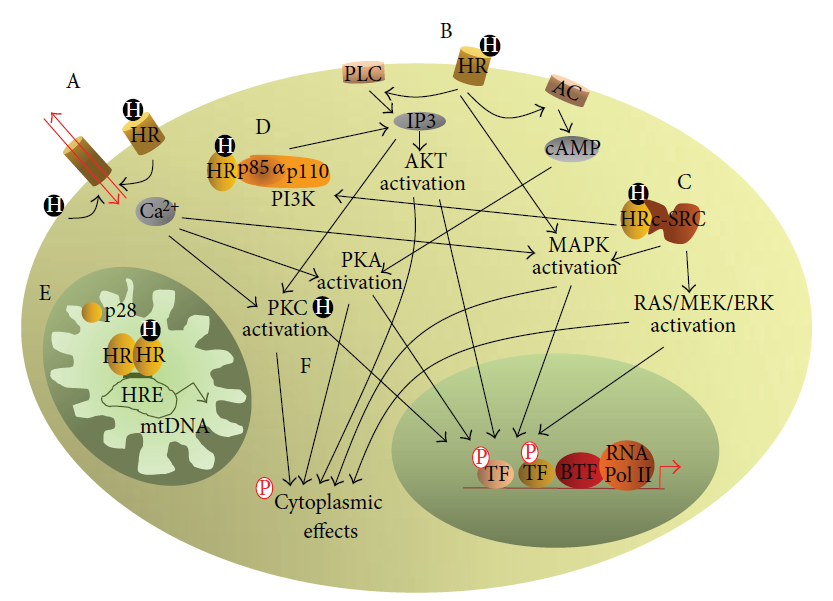 A
B
H
HR
PLC
AC
H
HR
D
IP3
cAMP
H
HR p85 α p110
PI3K
AKT
activation
H
C
HR c-SRC
H
Ca²⁺
MAPK
activation
PKA
activation
E
p28
PKC H
activation
RAS/MEK/ERK
activation
H
HR HR
F
HRE
mtDNA
P
Cytoplasmic
effects
P
TF
P
TF
BTF
RNA
Pol II